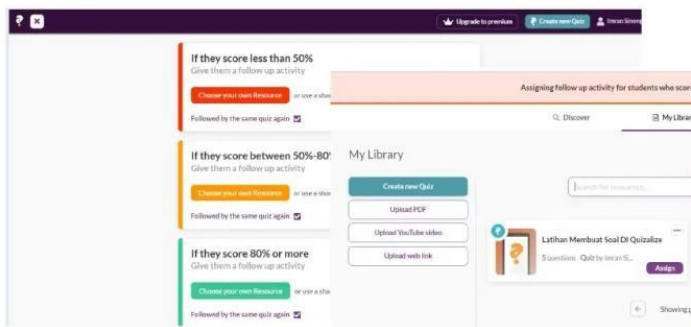 Upgrade to premium
Create new Quiz
Imran
If they score less than 50%
Give them a follow up activity
Choose your own Resource or use a
Followed by the same quiz again
If they score between 50%-80
Give them a follow up activity
Choose your own Resource or use a
Followed by the same quiz again
If they score 80% or more
Give them a follow up activity
Choose your own Resource or use a
Followed by the same quiz again
Assigning follow up activity for students who
Discover
My
My Library
Create new Quiz
Upload PDF
Upload YouTube video
Upload web link
Search for resources...
Latihan Membuat Soal DI Quizalize
5 questions Quiz by Imran
Assign
Showing